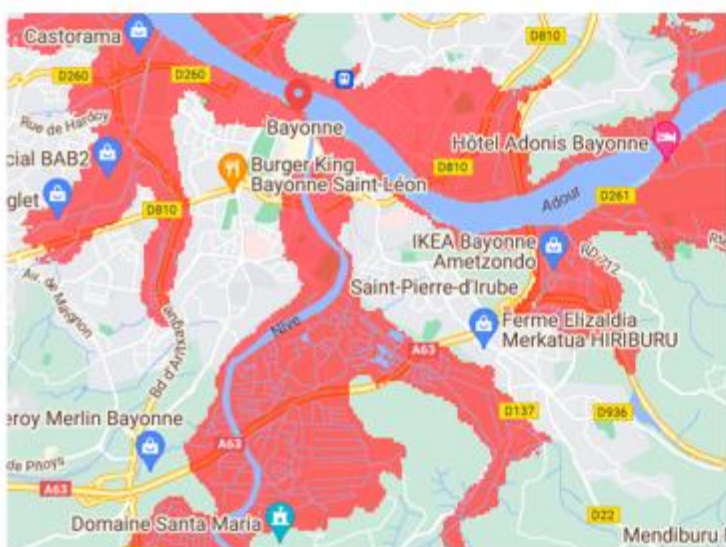 Castorama
D260
D260
D810
Rue de Hardoy
Bayonne
Hôtel Adonis Bayonne
cial BAB2
Burger King
Bayonne Saint-Léon
D810
glet
D810
Adour
D261
IKEA Bayonne
Ametzondo
RD 712
Av. de Maignon
Saint-Pierre-d'Irube
Bd d'Aritxague
Nive
Ferme Elizaldia
Merkatua HIRIBURU
A63
eroy Merlin Bayonne
D137
D936
de Phoys
A63
A63
Domaine Santa Maria
D22
Mendiburu